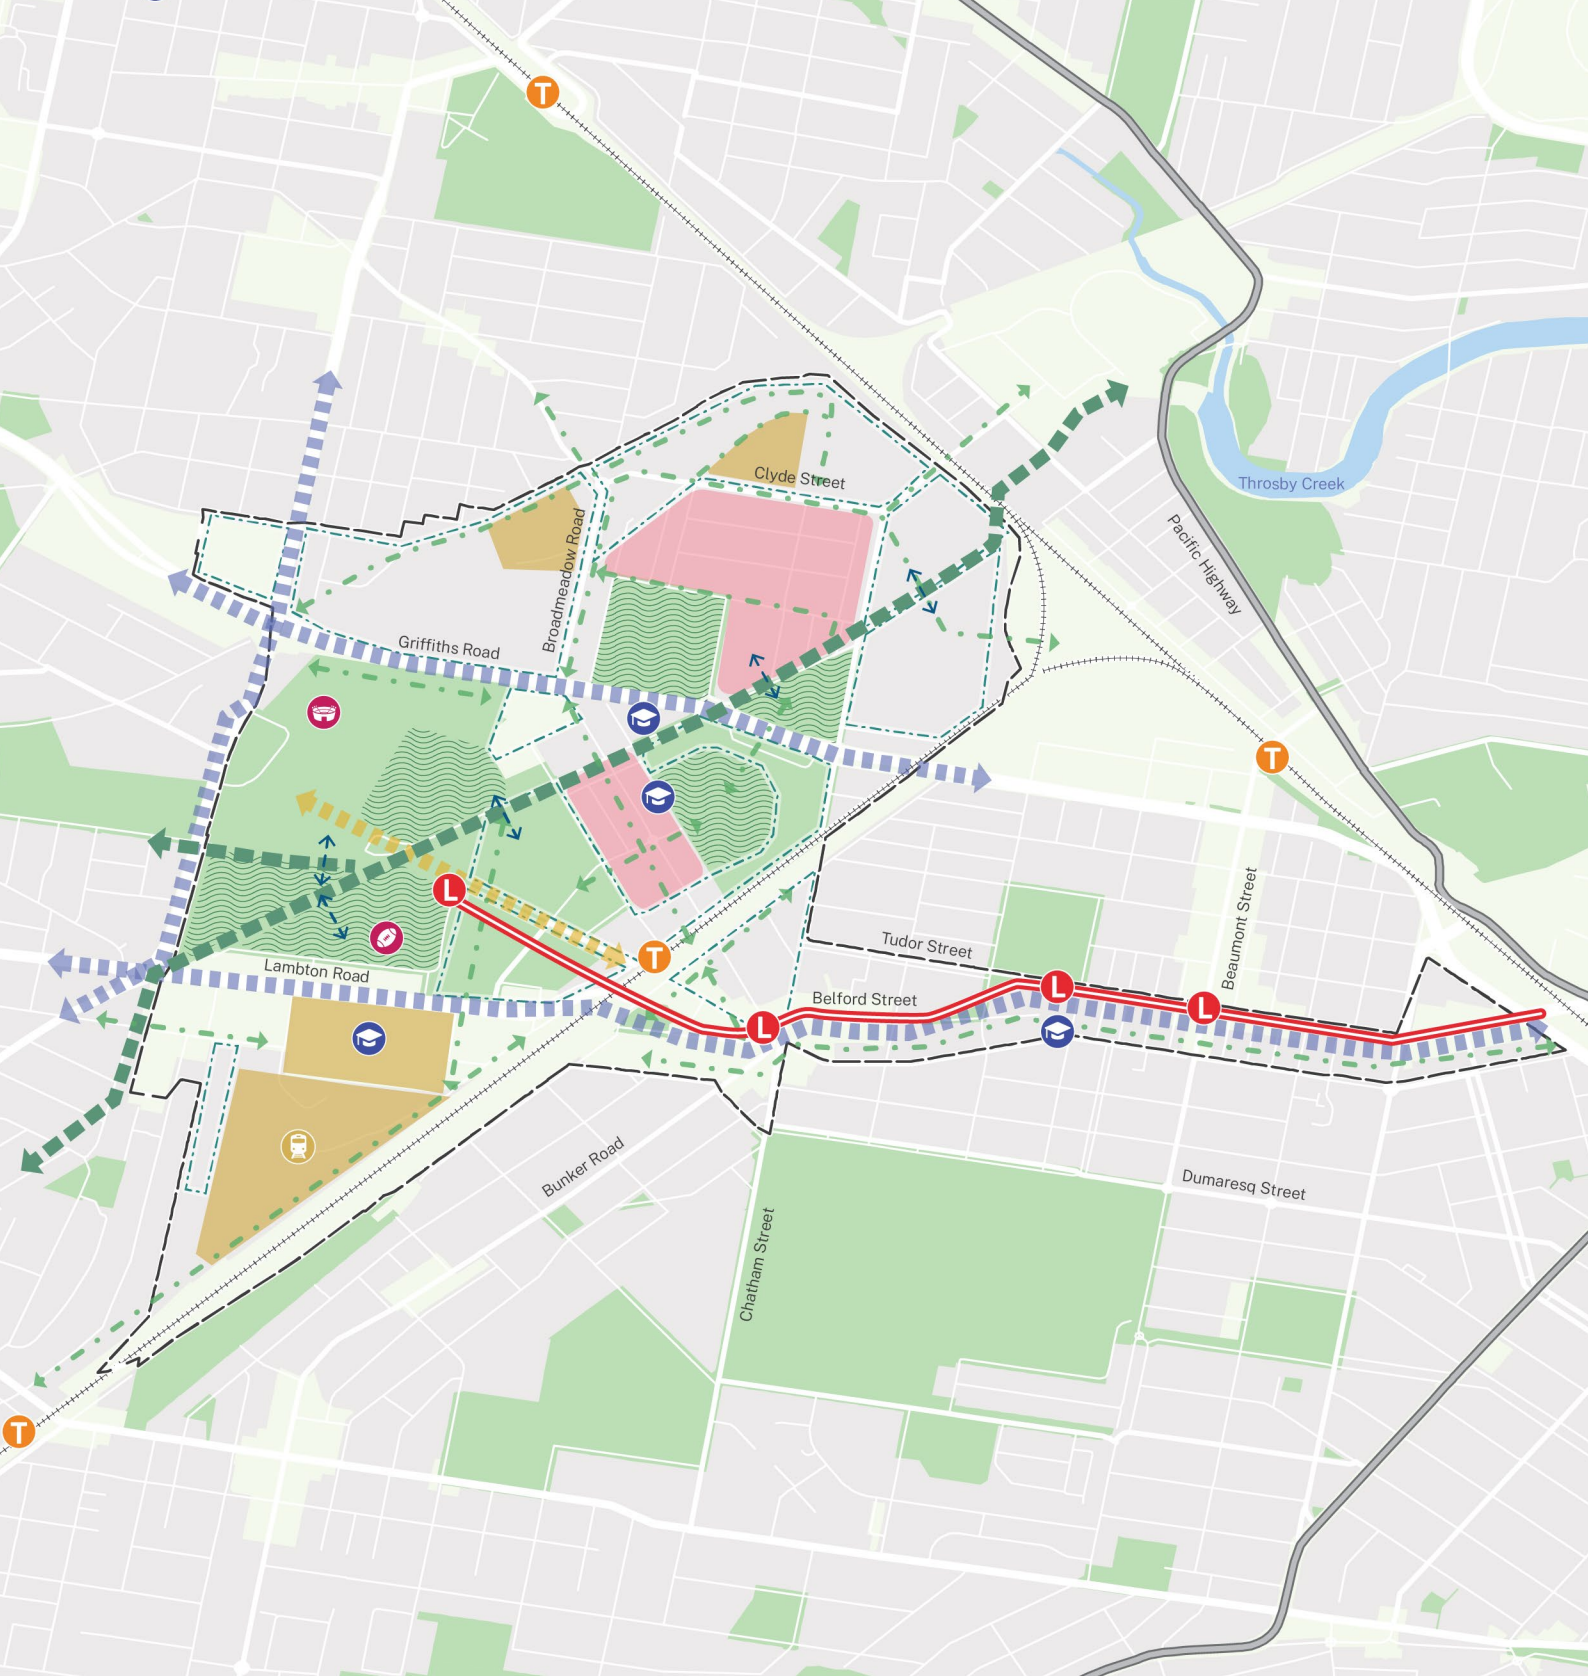 T
Clyde Street
Throsby Creek
Pacific Highway
Broadmeadow Road
Griffiths Road
T
L
T
Lambton Road
Tudor Street
Beaumont Street
L
Belford Street
L
L
Bunker Road
Dumaresq Street
Chatham Street
T